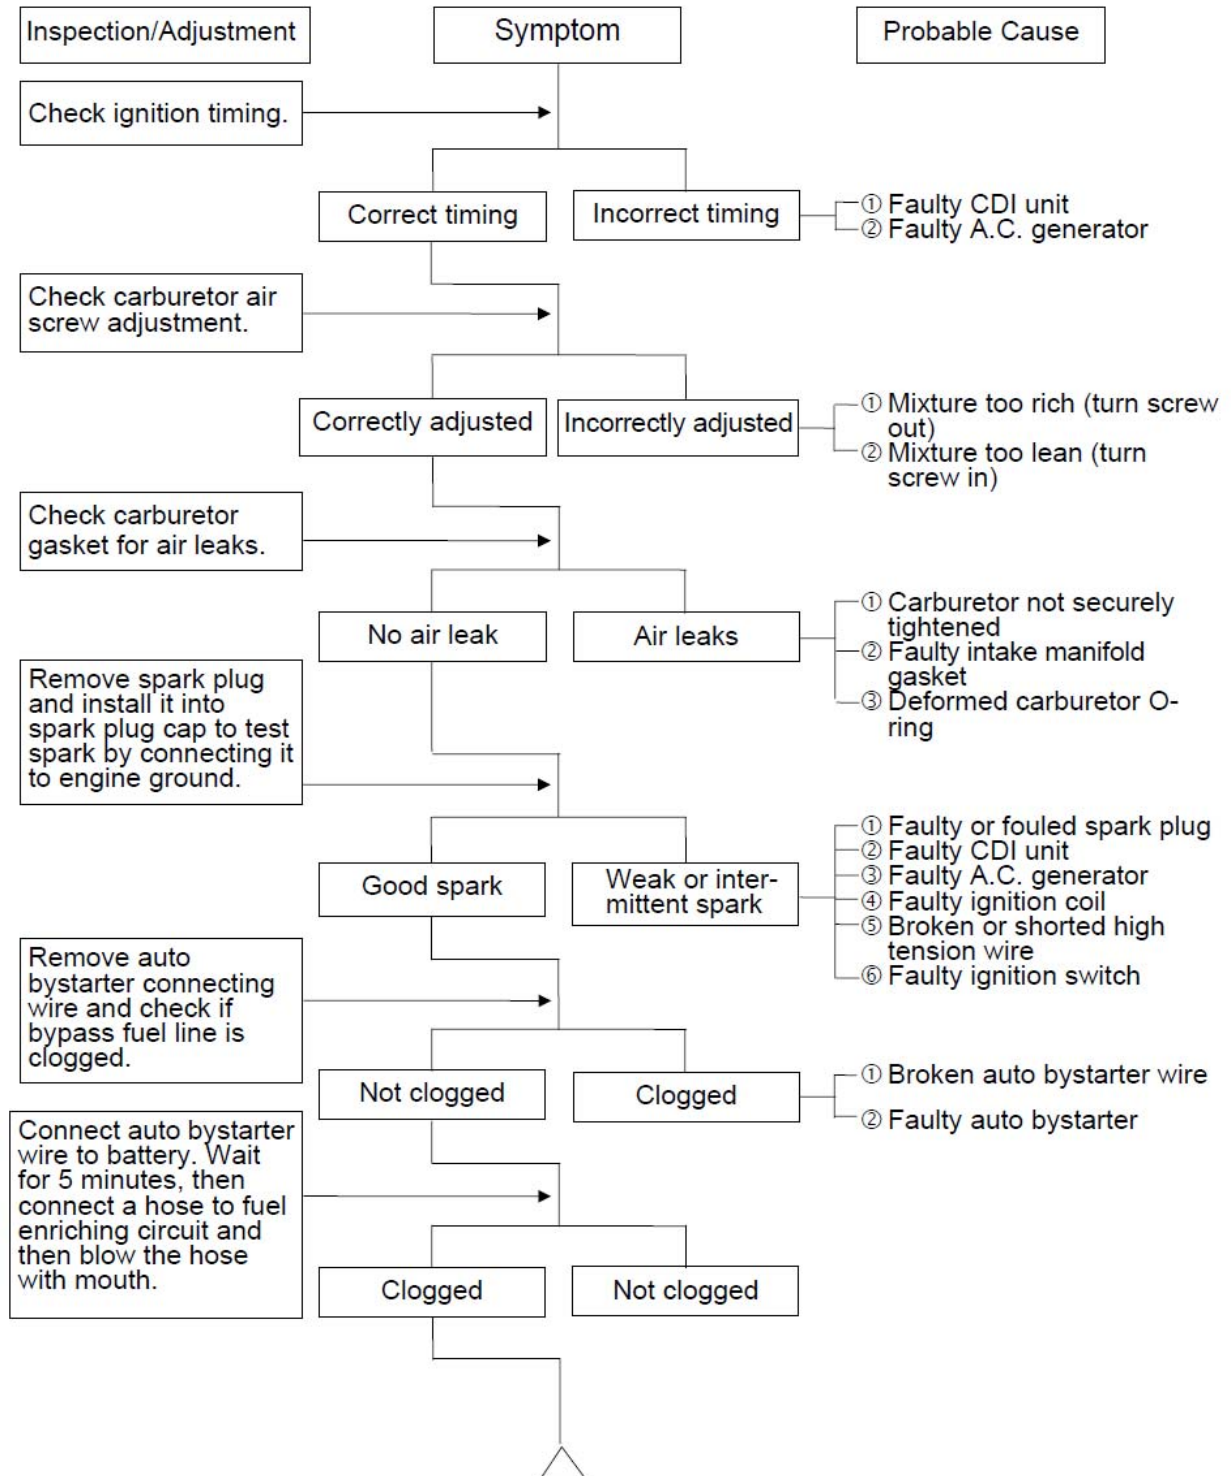 Inspection/Adjustment
Symptom
Probable Cause
Check ignition timing.
Correct timing
Incorrect timing
① Faulty CDI unit
② Faulty A.C. generator
Check carburetor air
screw adjustment.
Correctly adjusted
Incorrectly adjusted
① Mixture too rich (turn screw
out)
② Mixture too lean (turn
screw in)
Check carburetor
gasket for air leaks.
No air leak
Air leaks
① Carburetor not securely
tightened
② Faulty intake manifold
gasket
③ Deformed carburetor O-
ring
Remove spark plug
and install it into
spark plug cap to test
spark by connecting it
to engine ground.
Good spark
Weak or inter-
mittent spark
① Faulty or fouled spark plug
② Faulty CDI unit
③ Faulty A.C. generator
④ Faulty ignition coil
⑤ Broken or shorted high
tension wire
⑥ Faulty ignition switch
Remove auto
bystarter connecting
wire and check if
bypass fuel line is
clogged.
Not clogged
Clogged
① Broken auto bystarter wire
② Faulty auto bystarter
Connect auto bystarter
wire to battery. Wait
for 5 minutes, then
connect a hose to fuel
enriching circuit and
then blow the hose
with mouth.
Clogged
Not clogged